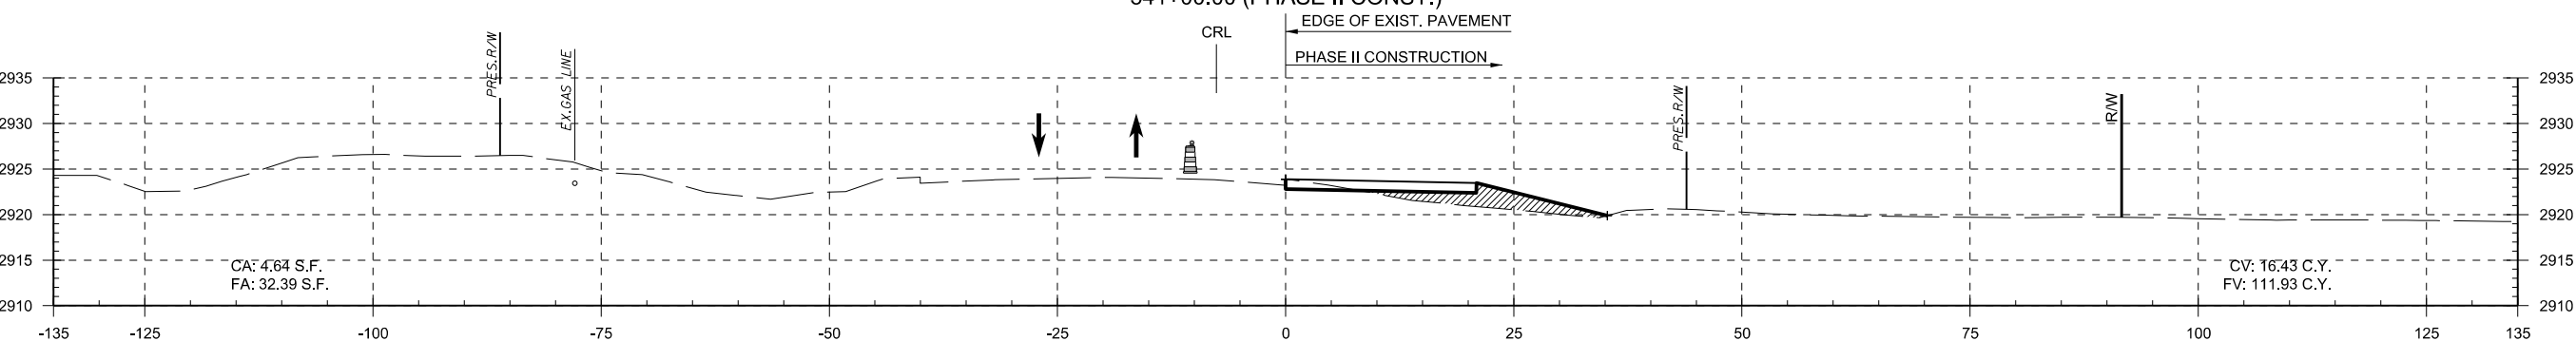 EDGE OF EXIST. PAVEMENT
CRL
PHASE II CONSTRUCTION
PRES.R/W
EX.GAS LINE
PRES.R/W
R/W
2935 2935
2930 2930
2925 2925
2920 2920
2915 2915
CA: 4.64 S.F. CV: 16.43 C.Y.
FA: 32.39 S.F. FV: 111.93 C.Y.
2910 2910
-135 -125 -100 -75 -50 -25 0 25 50 75 100 125 135